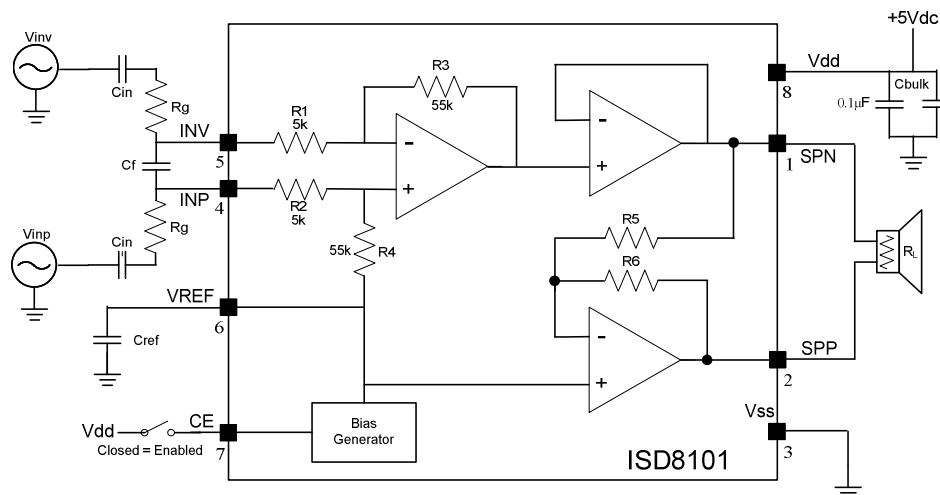 +5Vdc
Vinv
Cin
Rg
INV
5
R1
5k
R3
55k
-
+
-
+
Vdd
8
0.1µF
Cbulk
SPN
1
Cf
INP
4
R2
5k
Rg
Cin
Vinp
55k
R4
R5
R6
RL
VREF
6
Cref
-
+
SPP
2
Vss
3
CE
7
Vdd
Closed = Enabled
Bias
Generator
ISD8101